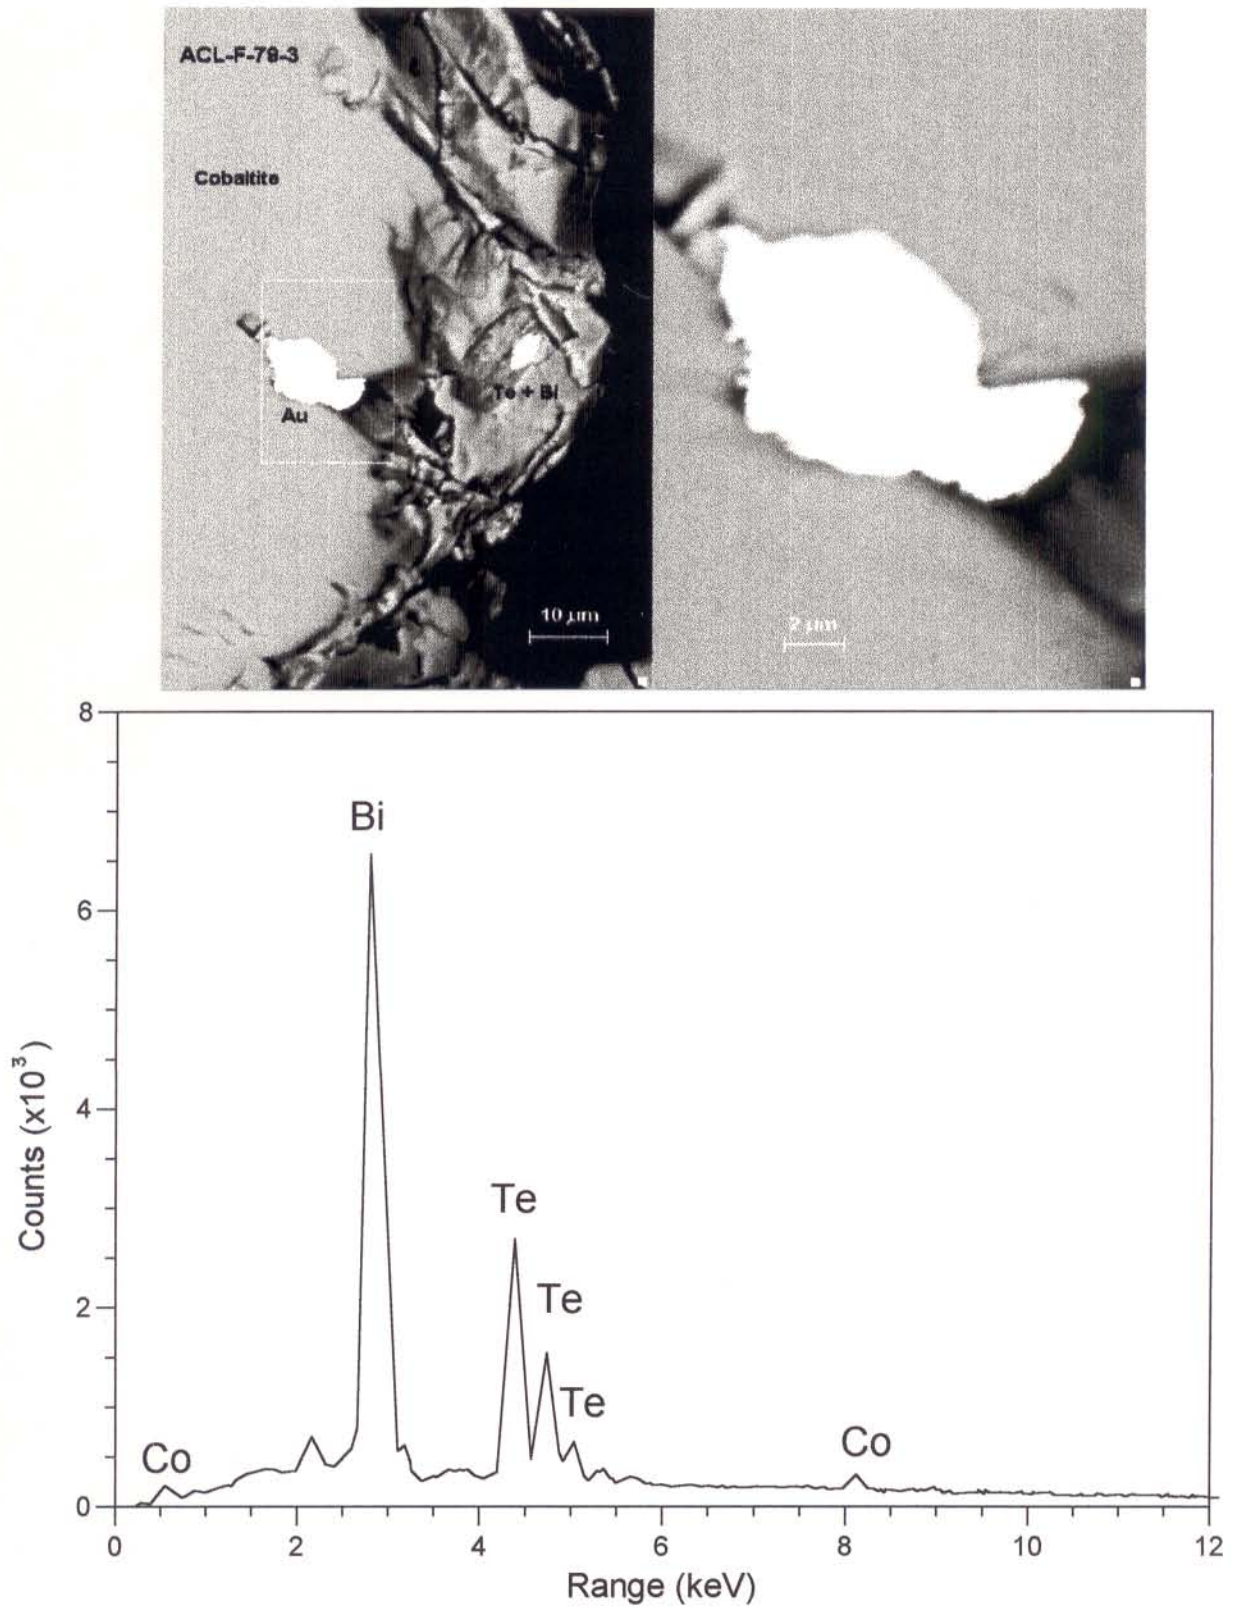 ACL-F-79-3
Cobaltite
Au
Te + Bi
10 µm
2 µm
8
6
4
2
0
Counts (x10³)
Bi
Te
Te
Te
Co
Co
0 2 4 6 8 10 12
Range (keV)